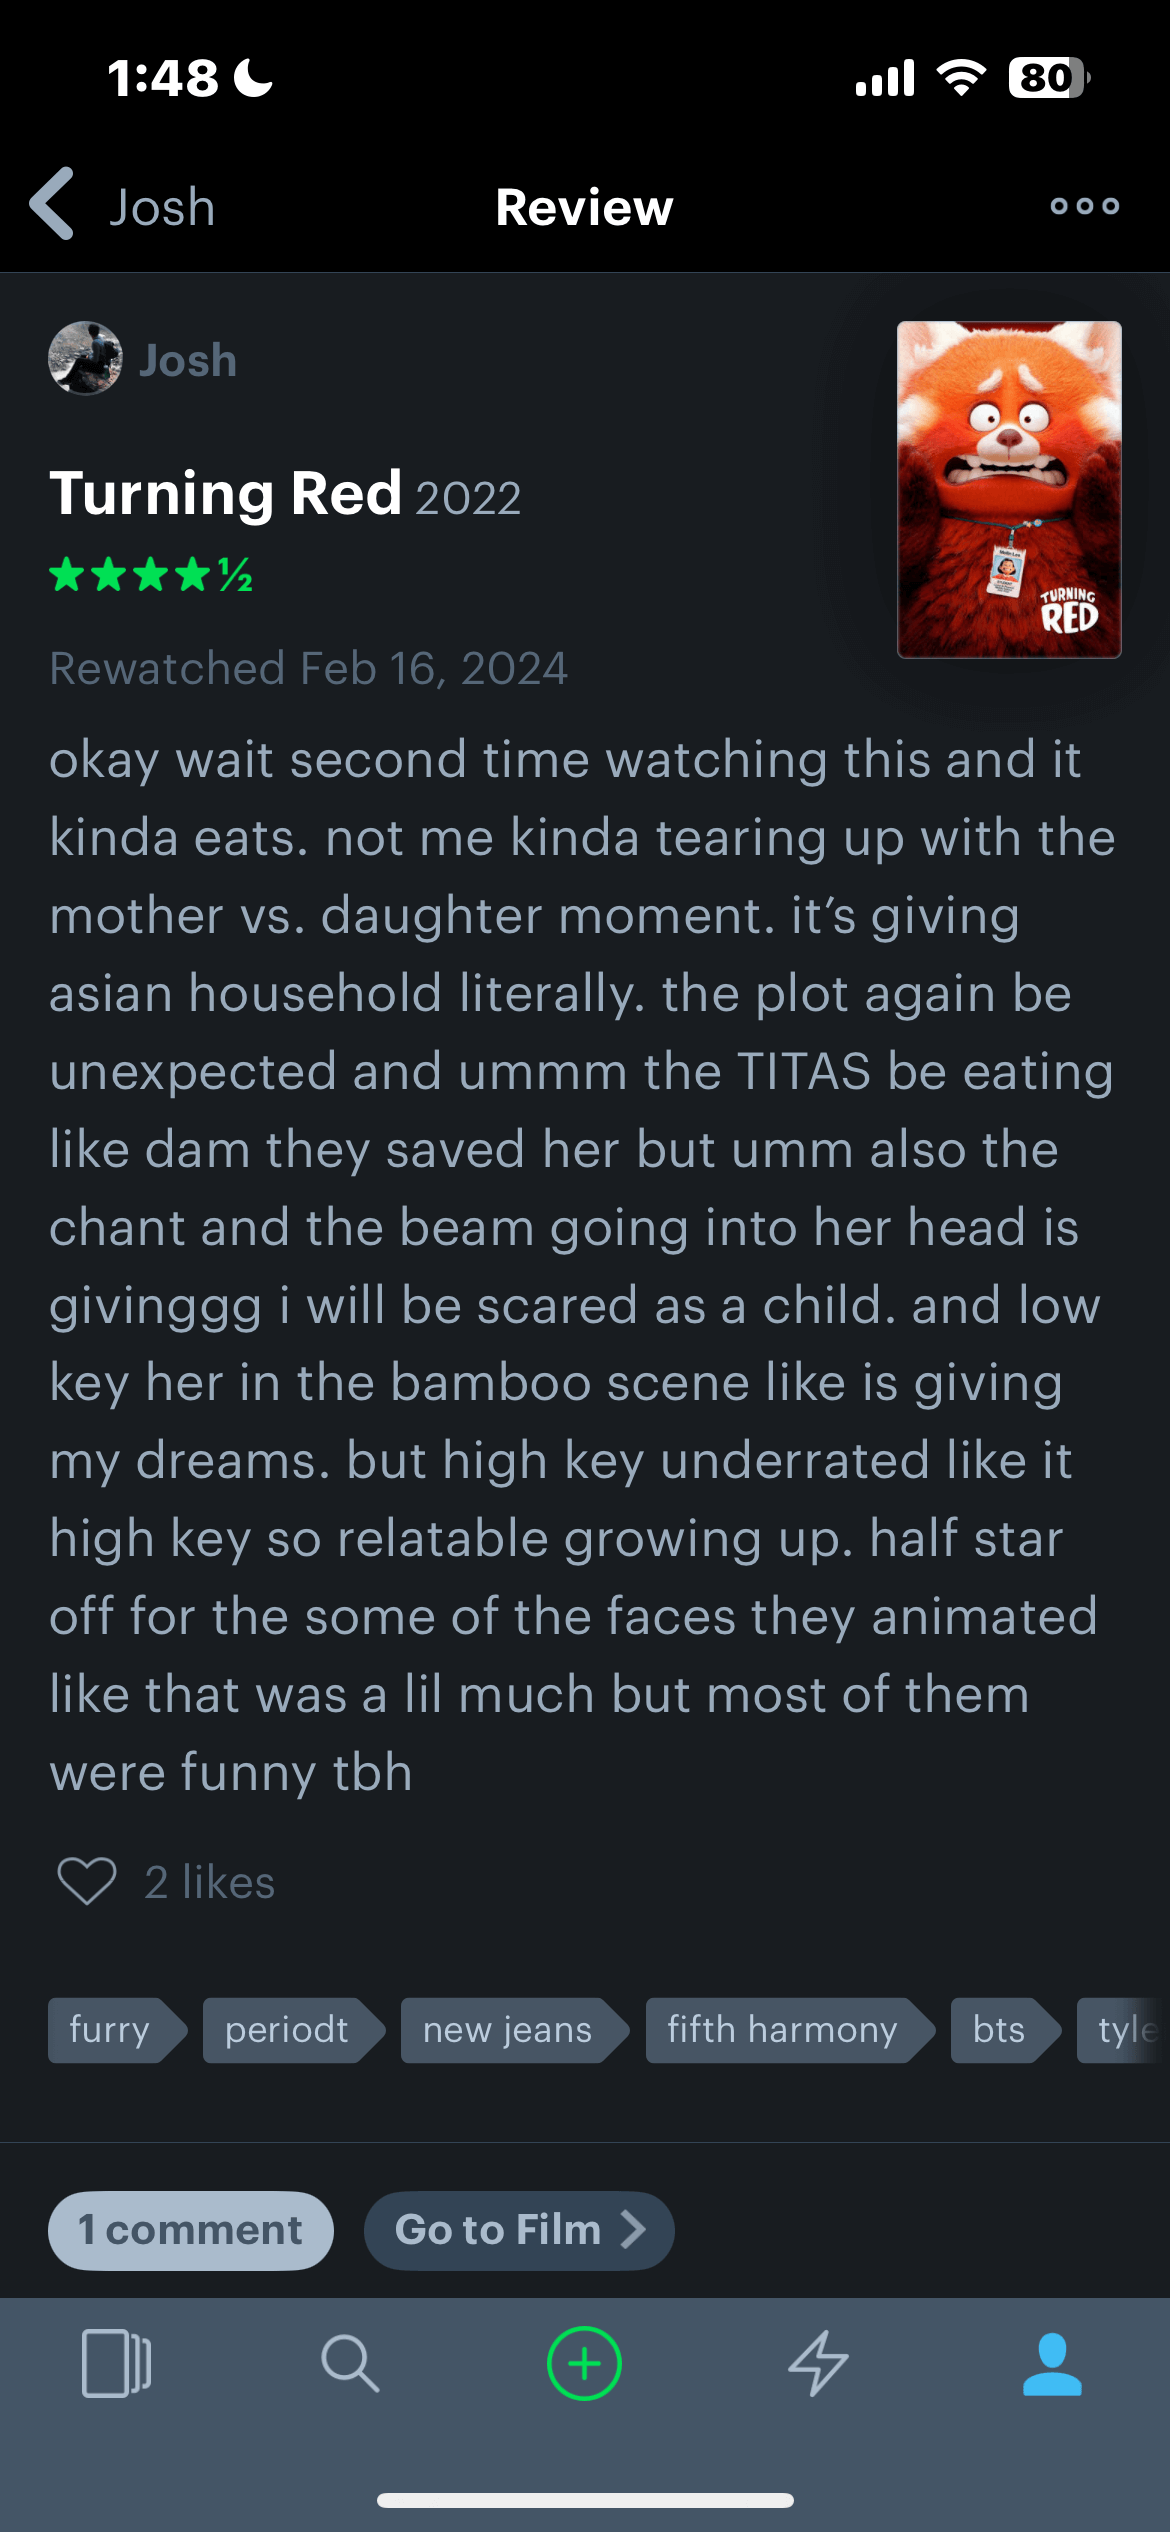 1:48
80
Josh
Review
Josh
Turning Red 2022
★★★★½
Rewatched Feb 16, 2024
TURNING
RED
okay wait second time watching this and it
kinda eats. not me kinda tearing up with the
mother vs. daughter moment. it’s giving
asian household literally. the plot again be
unexpected and ummm the TITAS be eating
like dam they saved her but umm also the
chant and the beam going into her head is
givinggg i will be scared as a child. and low
key her in the bamboo scene like is giving
my dreams. but high key underrated like it
high key so relatable growing up. half star
off for the some of the faces they animated
like that was a lil much but most of them
were funny tbh
2 likes
furry
periodt
new jeans
fifth harmony
bts
tyle
1 comment
Go to Film